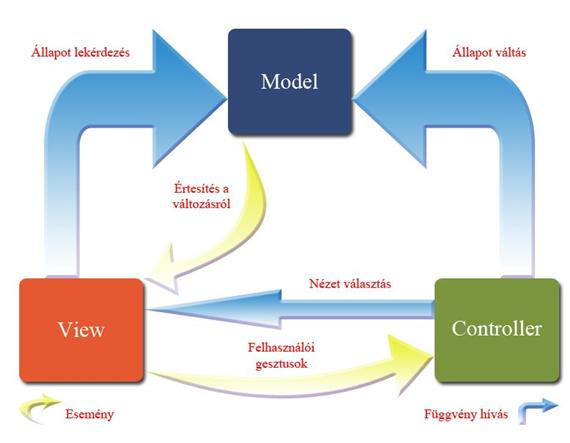 Állapot lekérdezés
Állapot váltás
Model
Értesítés a
változásról
Nézet választás
View
Controller
Felhasználói
gesztusok
Esemény
Függvény hívás